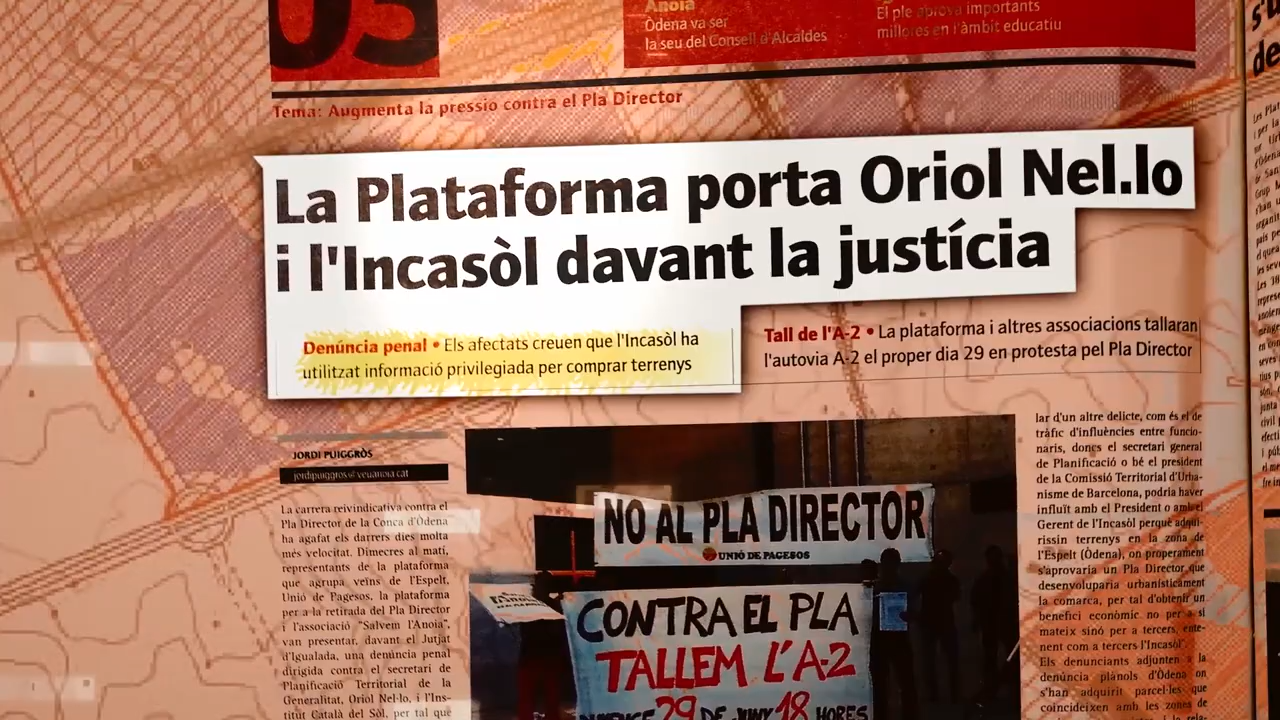 05
Anoia
Òdena va ser
la seu del Consell d'Alcaldes
El ple aprova importants
millores en l'àmbit educatiu
Tema: Augmenta la pressió contra el Pla Director
La Plataforma porta Oriol Nel.lo
i l'Incasòl davant la justícia
Denúncia penal • Els afectats creuen que l'Incasòl ha
utilitzat informació privilegiada per comprar terrenys
Tall de l'A-2 • La plataforma i altres associacions tallaran
l'autovia A-2 el proper dia 29 en protesta pel Pla Director
JORDI PUIGGRÒS
jordipuiggros@veuanoia.cat
La carrera reivindicativa contra el
Pla Director de la Conca d'Òdena
ha agafat els darrers dies molta
més velocitat. Dimecres al matí,
representants de la plataforma
que agrupa veïns de l'Espelt,
Unió de Pagesos, la plataforma
per a la retirada del Pla Director
i l'associació "Salvem l'Anoia",
van presentar, davant el Jutjat
d'Igualada, una denúncia penal
dirigida contra el secretari de
Planificació Territorial de la
Generalitat, Oriol Nel·lo, i l'Ins-
titut Català del Sòl, per tal que
NO AL PLA DIRECTOR
UNIÓ DE PAGESOS
CONTRA EL PLA
TALLEM L'A-2
29 DE JUNY 18 HORES
lar d'un altre delicte, com és el de
tràfic d'influències entre funcio-
naris, doncs el secretari general
de Planificació o bé el president
de la Comissió Territorial d'Urba-
nisme de Barcelona, podria haver
influït amb el President o amb el
Gerent de l'Incasòl perquè adqui-
rissin terrenys en la zona de
l'Espelt (Òdena), on properament
s'aprovaria un Pla Director que
desenvoluparia urbanísticament
la comarca, per tal d'obtenir un
benefici econòmic no per a si
mateix sinó per a tercers, ente-
nent com a tercers l'Incasòl".
Els denunciants adjunten a la
denúncia plànols d'Òdena on
s'han adquirit parcel·les que
coincideixen amb les zones de